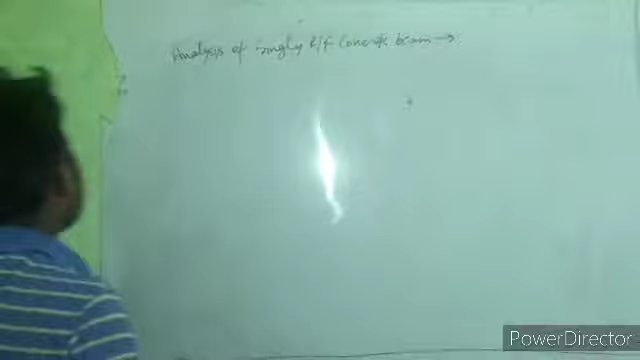 Analysis of singly R/f Concrete beam →
PowerDirector